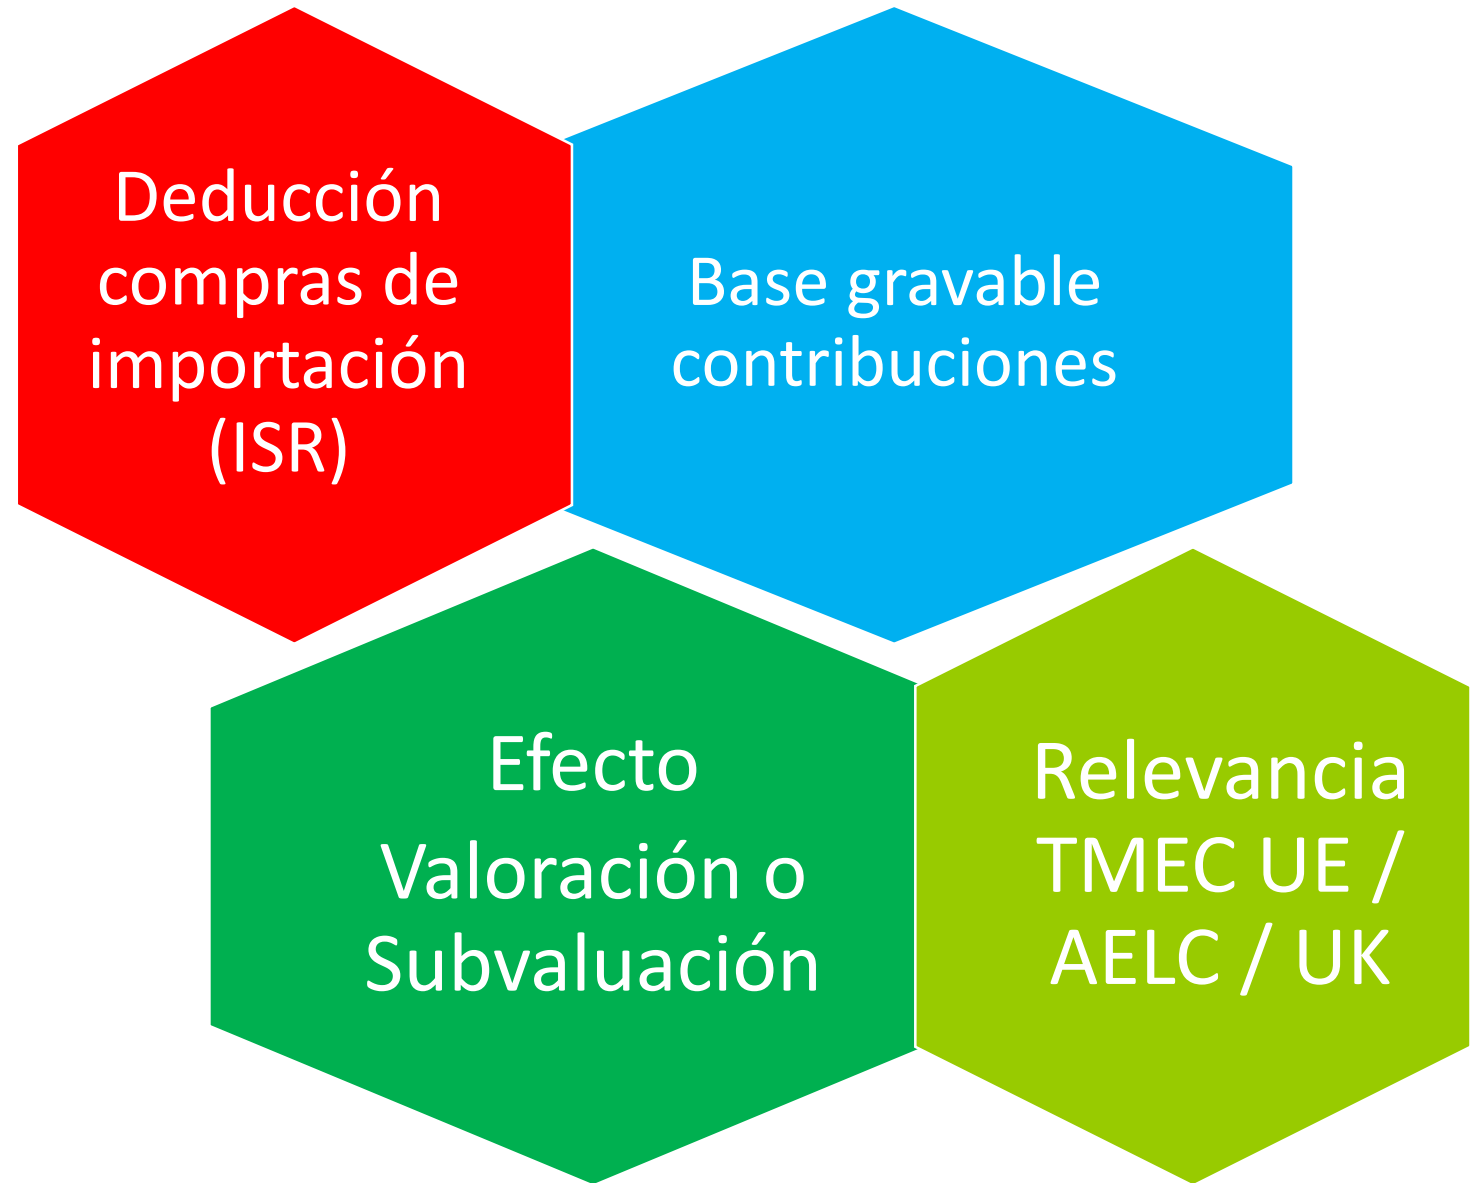 Deducción
compras de
importación
(ISR)
Base gravable
contribuciones
Efecto
Valoración o
Subvaluación
Relevancia
TMEC UE /
AELC / UK